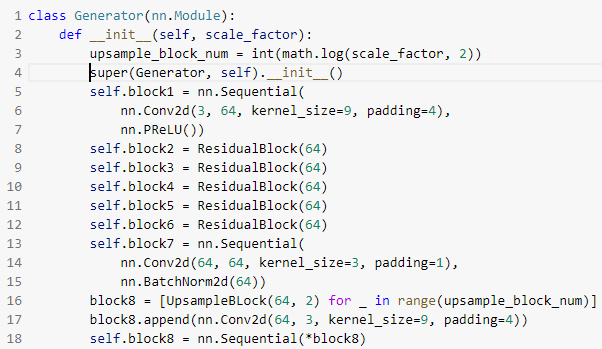 1 class Generator(nn.Module):
2     def __init__(self, scale_factor):
3         upsample_block_num = int(math.log(scale_factor, 2))
4         super(Generator, self).__init__()
5         self.block1 = nn.Sequential(
6             nn.Conv2d(3, 64, kernel_size=9, padding=4),
7             nn.PReLU())
8         self.block2 = ResidualBlock(64)
9         self.block3 = ResidualBlock(64)
10         self.block4 = ResidualBlock(64)
11         self.block5 = ResidualBlock(64)
12         self.block6 = ResidualBlock(64)
13         self.block7 = nn.Sequential(
14             nn.Conv2d(64, 64, kernel_size=3, padding=1),
15             nn.BatchNorm2d(64))
16         block8 = [UpsampleBLock(64, 2) for _ in range(upsample_block_num)]
17         block8.append(nn.Conv2d(64, 3, kernel_size=9, padding=4))
18         self.block8 = nn.Sequential(*block8)